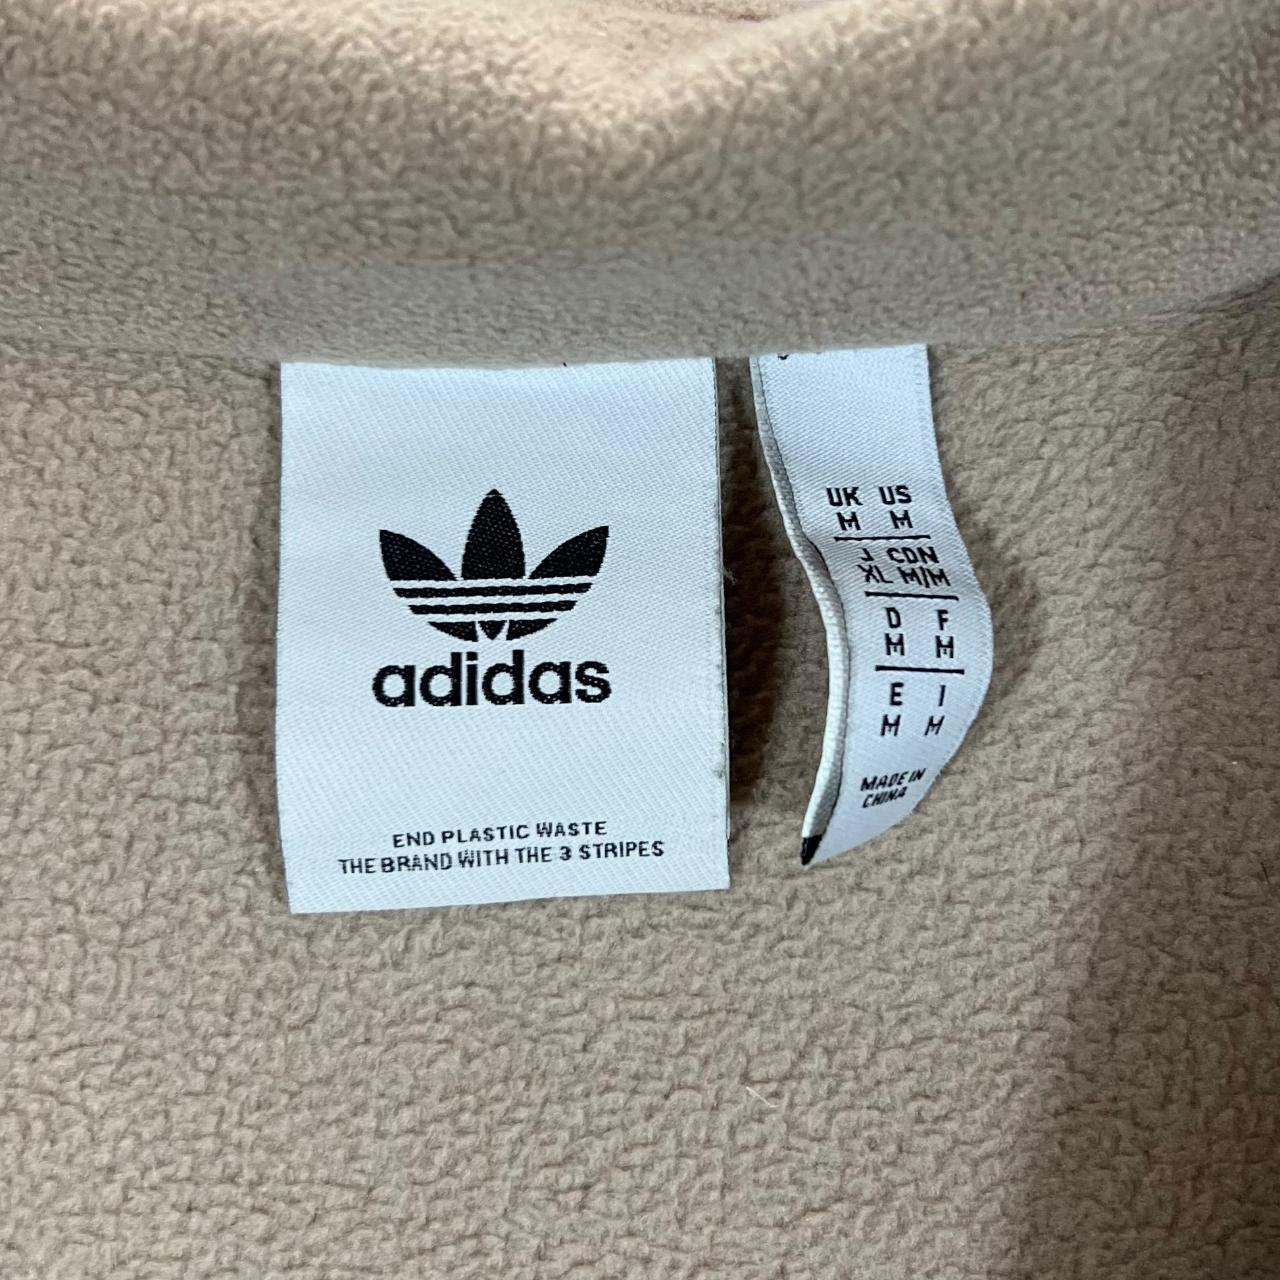 adidas
END PLASTIC WASTE
THE BRAND WITH THE 3 STRIPES
UK US
M M
J CDN
XL M/M
D F
M M
E I
M M
MADE IN
CHINA